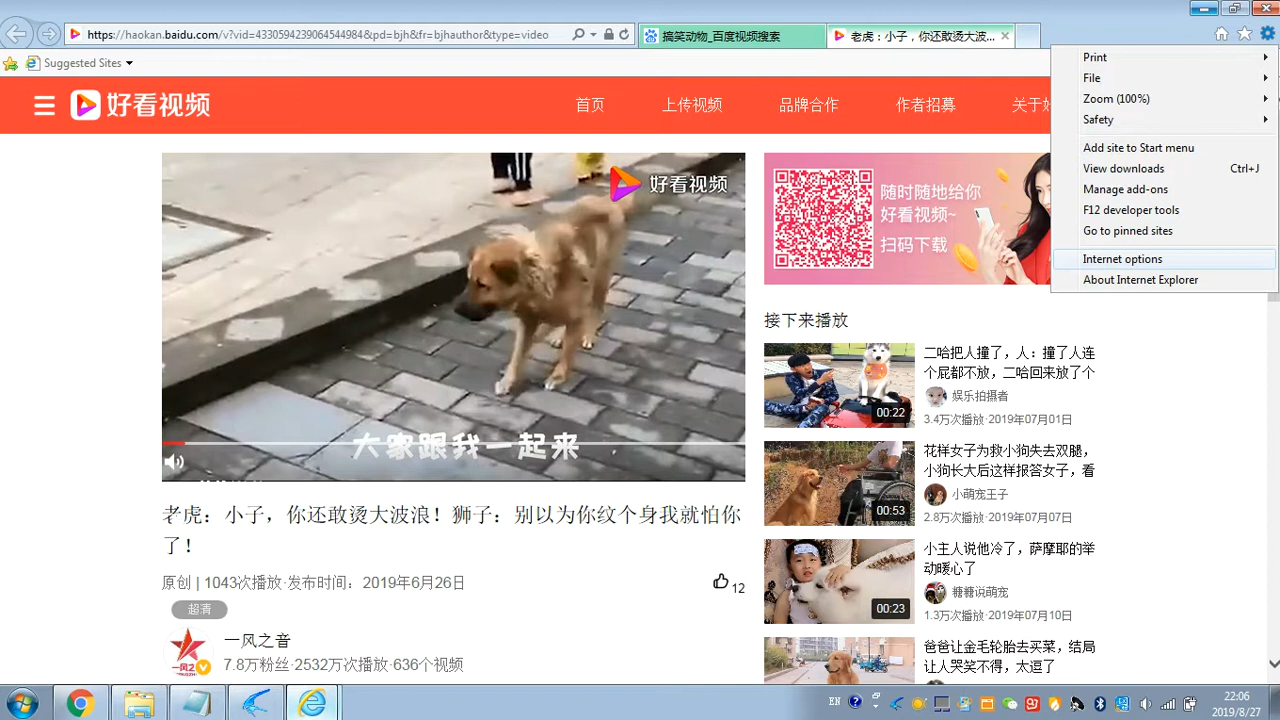 https://haokan.baidu.com/v?vid=4330594239f064544984&pd=bjh&fr=bjhauthor&type=video
搞笑动物_百度视频搜索
老虎：小子，你还敢烫大波...
Suggested Sites
好看视频
首页
上传视频
品牌合作
作者招募
关于好
Print
File
Zoom (100%)
Safety
Add site to Start menu
View downloads Ctrl+J
Manage add-ons
F12 developer tools
Go to pinned sites
Internet options
About Internet Explorer
好看视频
大家跟我一起来
老虎：小子，你还敢烫大波浪！狮子：别以为你纹个身我就怕你
了！
原创 | 1043次播放·发布时间：2019年6月26日
12
超清
一风之音
7.8万粉丝·2532万次播放·636个视频
随时随地给你
好看视频~
扫码下载
接下来播放
二哈把人撞了，人：撞了人连
个屁都不放，二哈回来放了个
娱乐拍摄者
3.4万次播放·2019年07月01日
00:22
花样女子为救小狗失去双腿，
小狗长大后这样报答女子，看
小萌宠王子
2.8万次播放·2019年07月07日
00:53
小主人说他冷了，萨摩耶的举
动暖心了
糖糖说萌宠
1.3万次播放·2019年07月10日
00:23
爸爸让金毛轮胎去买菜，结局
让人哭笑不得，太逗了
EN
22:06
2019/8/27